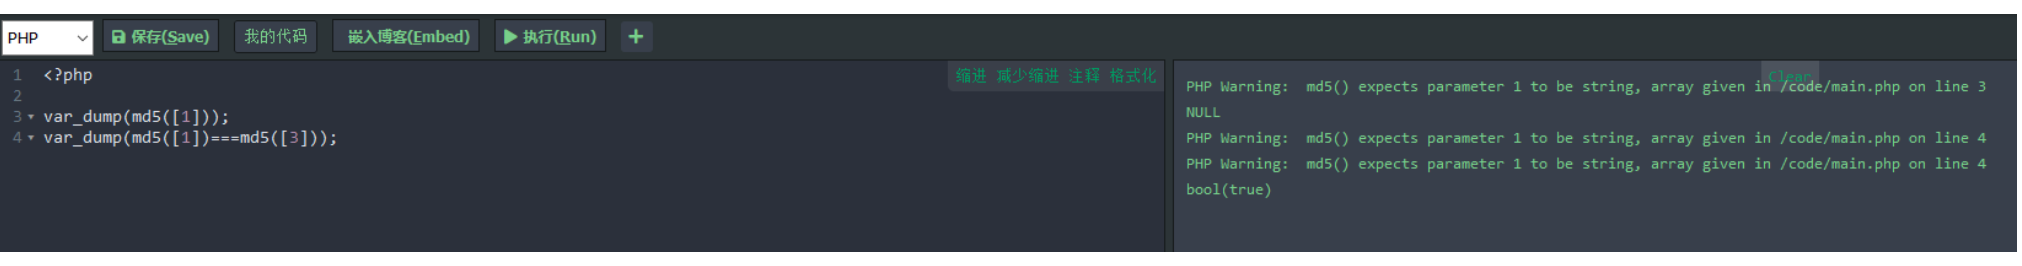 PHP 保存(Save) 我的代码 嵌入博客(Embed) 执行(Run) +
缩进 减少缩进 注释 格式化
1 <?php
2
3 var_dump(md5([1]));
4 var_dump(md5([1])===md5([3]));
Clear
PHP Warning:  md5() expects parameter 1 to be string, array given in /code/main.php on line 3
NULL
PHP Warning:  md5() expects parameter 1 to be string, array given in /code/main.php on line 4
PHP Warning:  md5() expects parameter 1 to be string, array given in /code/main.php on line 4
bool(true)